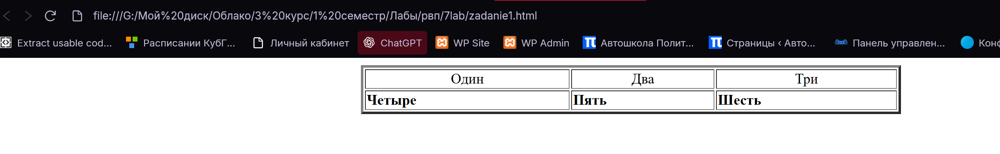 file:///G:/Мой%20диск/Облако/3%20курс/1%20семестр/Лабы/рвп/7lab/zadanie1.html
Extract usable cod... Расписании КубГ... Личный кабинет ChatGPT WP Site WP Admin Автошкола Полит... Страницы ‹ Авто... Панель управлен...
Один Два Три
Четыре Пять Шесть